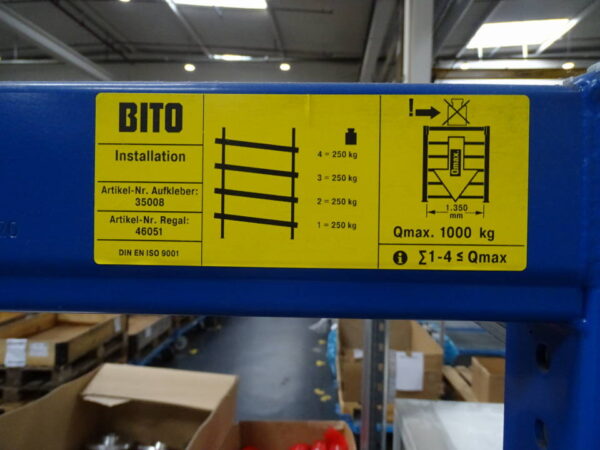 BITO
Installation
Artikel-Nr. Aufkleber:
35008
Artikel-Nr. Regal:
46051
DIN EN ISO 9001
4 = 250 kg
3 = 250 kg
2 = 250 kg
1 = 250 kg
!
Qmax.
1.350
mm
Qmax. 1000 kg
i ∑1-4 ≤ Qmax